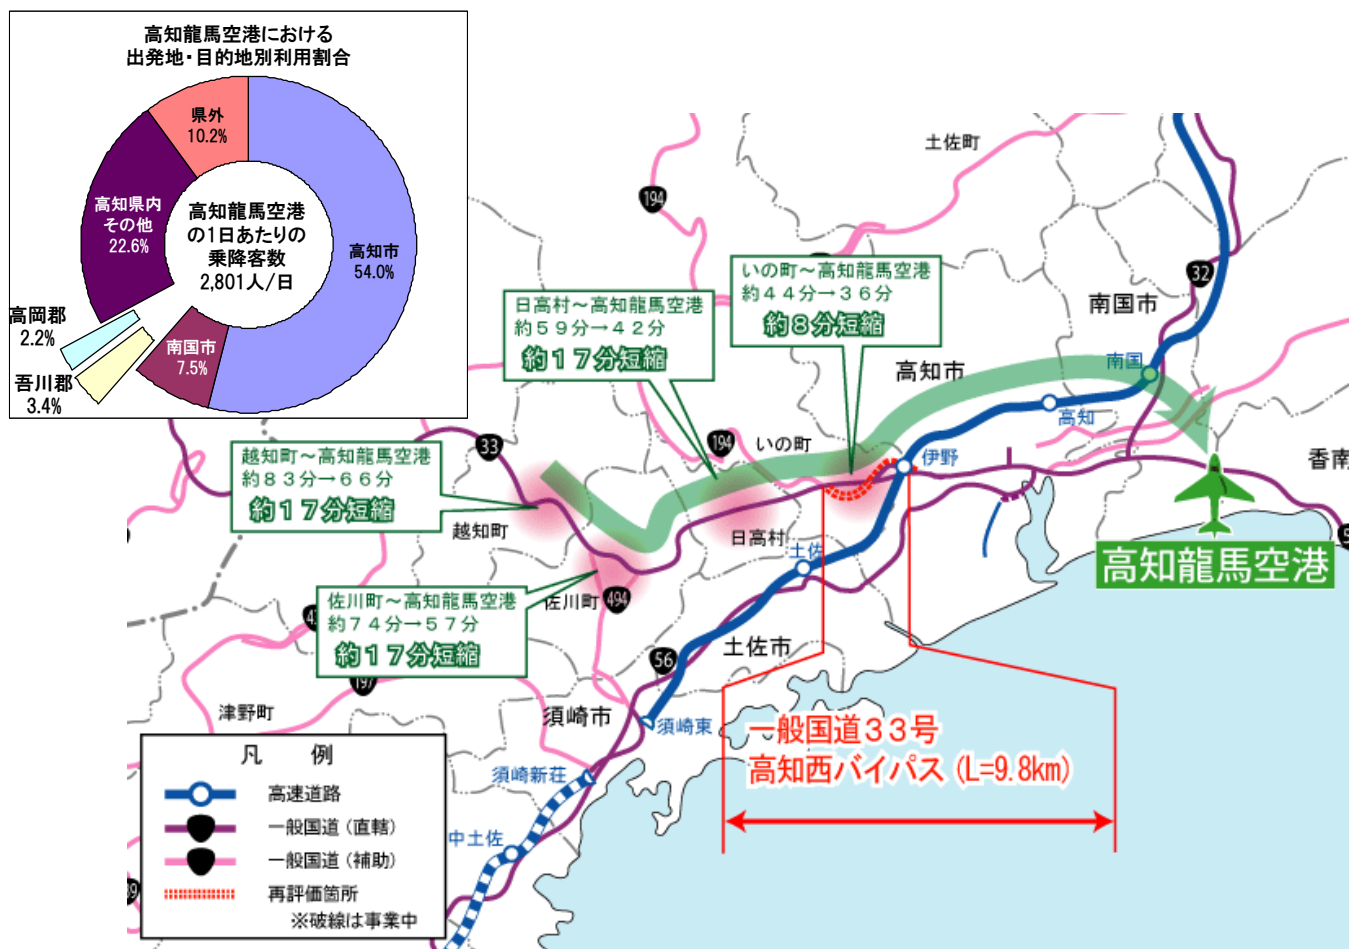 高知龍馬空港における
出発地・目的地別利用割合
県外
10.2%
高知県内
その他
22.6%
高知龍馬空港
の1日あたりの
乗降客数
2,801人/日
高知市
54.0%
高岡郡
2.2%
南国市
7.5%
吾川郡
3.4%
土佐町
194
32
南国市
いの町～高知龍馬空港
約44分→36分
約8分短縮
日高村～高知龍馬空港
約59分→42分
約17分短縮
高知市
南国
高知
194
いの町
33
伊野
香南
越知町～高知龍馬空港
約83分→66分
約17分短縮
越知町
日高村
土佐
高知龍馬空港
佐川町～高知龍馬空港
約74分→57分
約17分短縮
佐川町
494
土佐市
56
197
津野町
須崎市
須崎東
一般国道33号
高知西バイパス (L=9.8km)
須崎新荘
中土佐
凡 例
高速道路
一般国道 (直轄)
一般国道 (補助)
再評価箇所
※破線は事業中